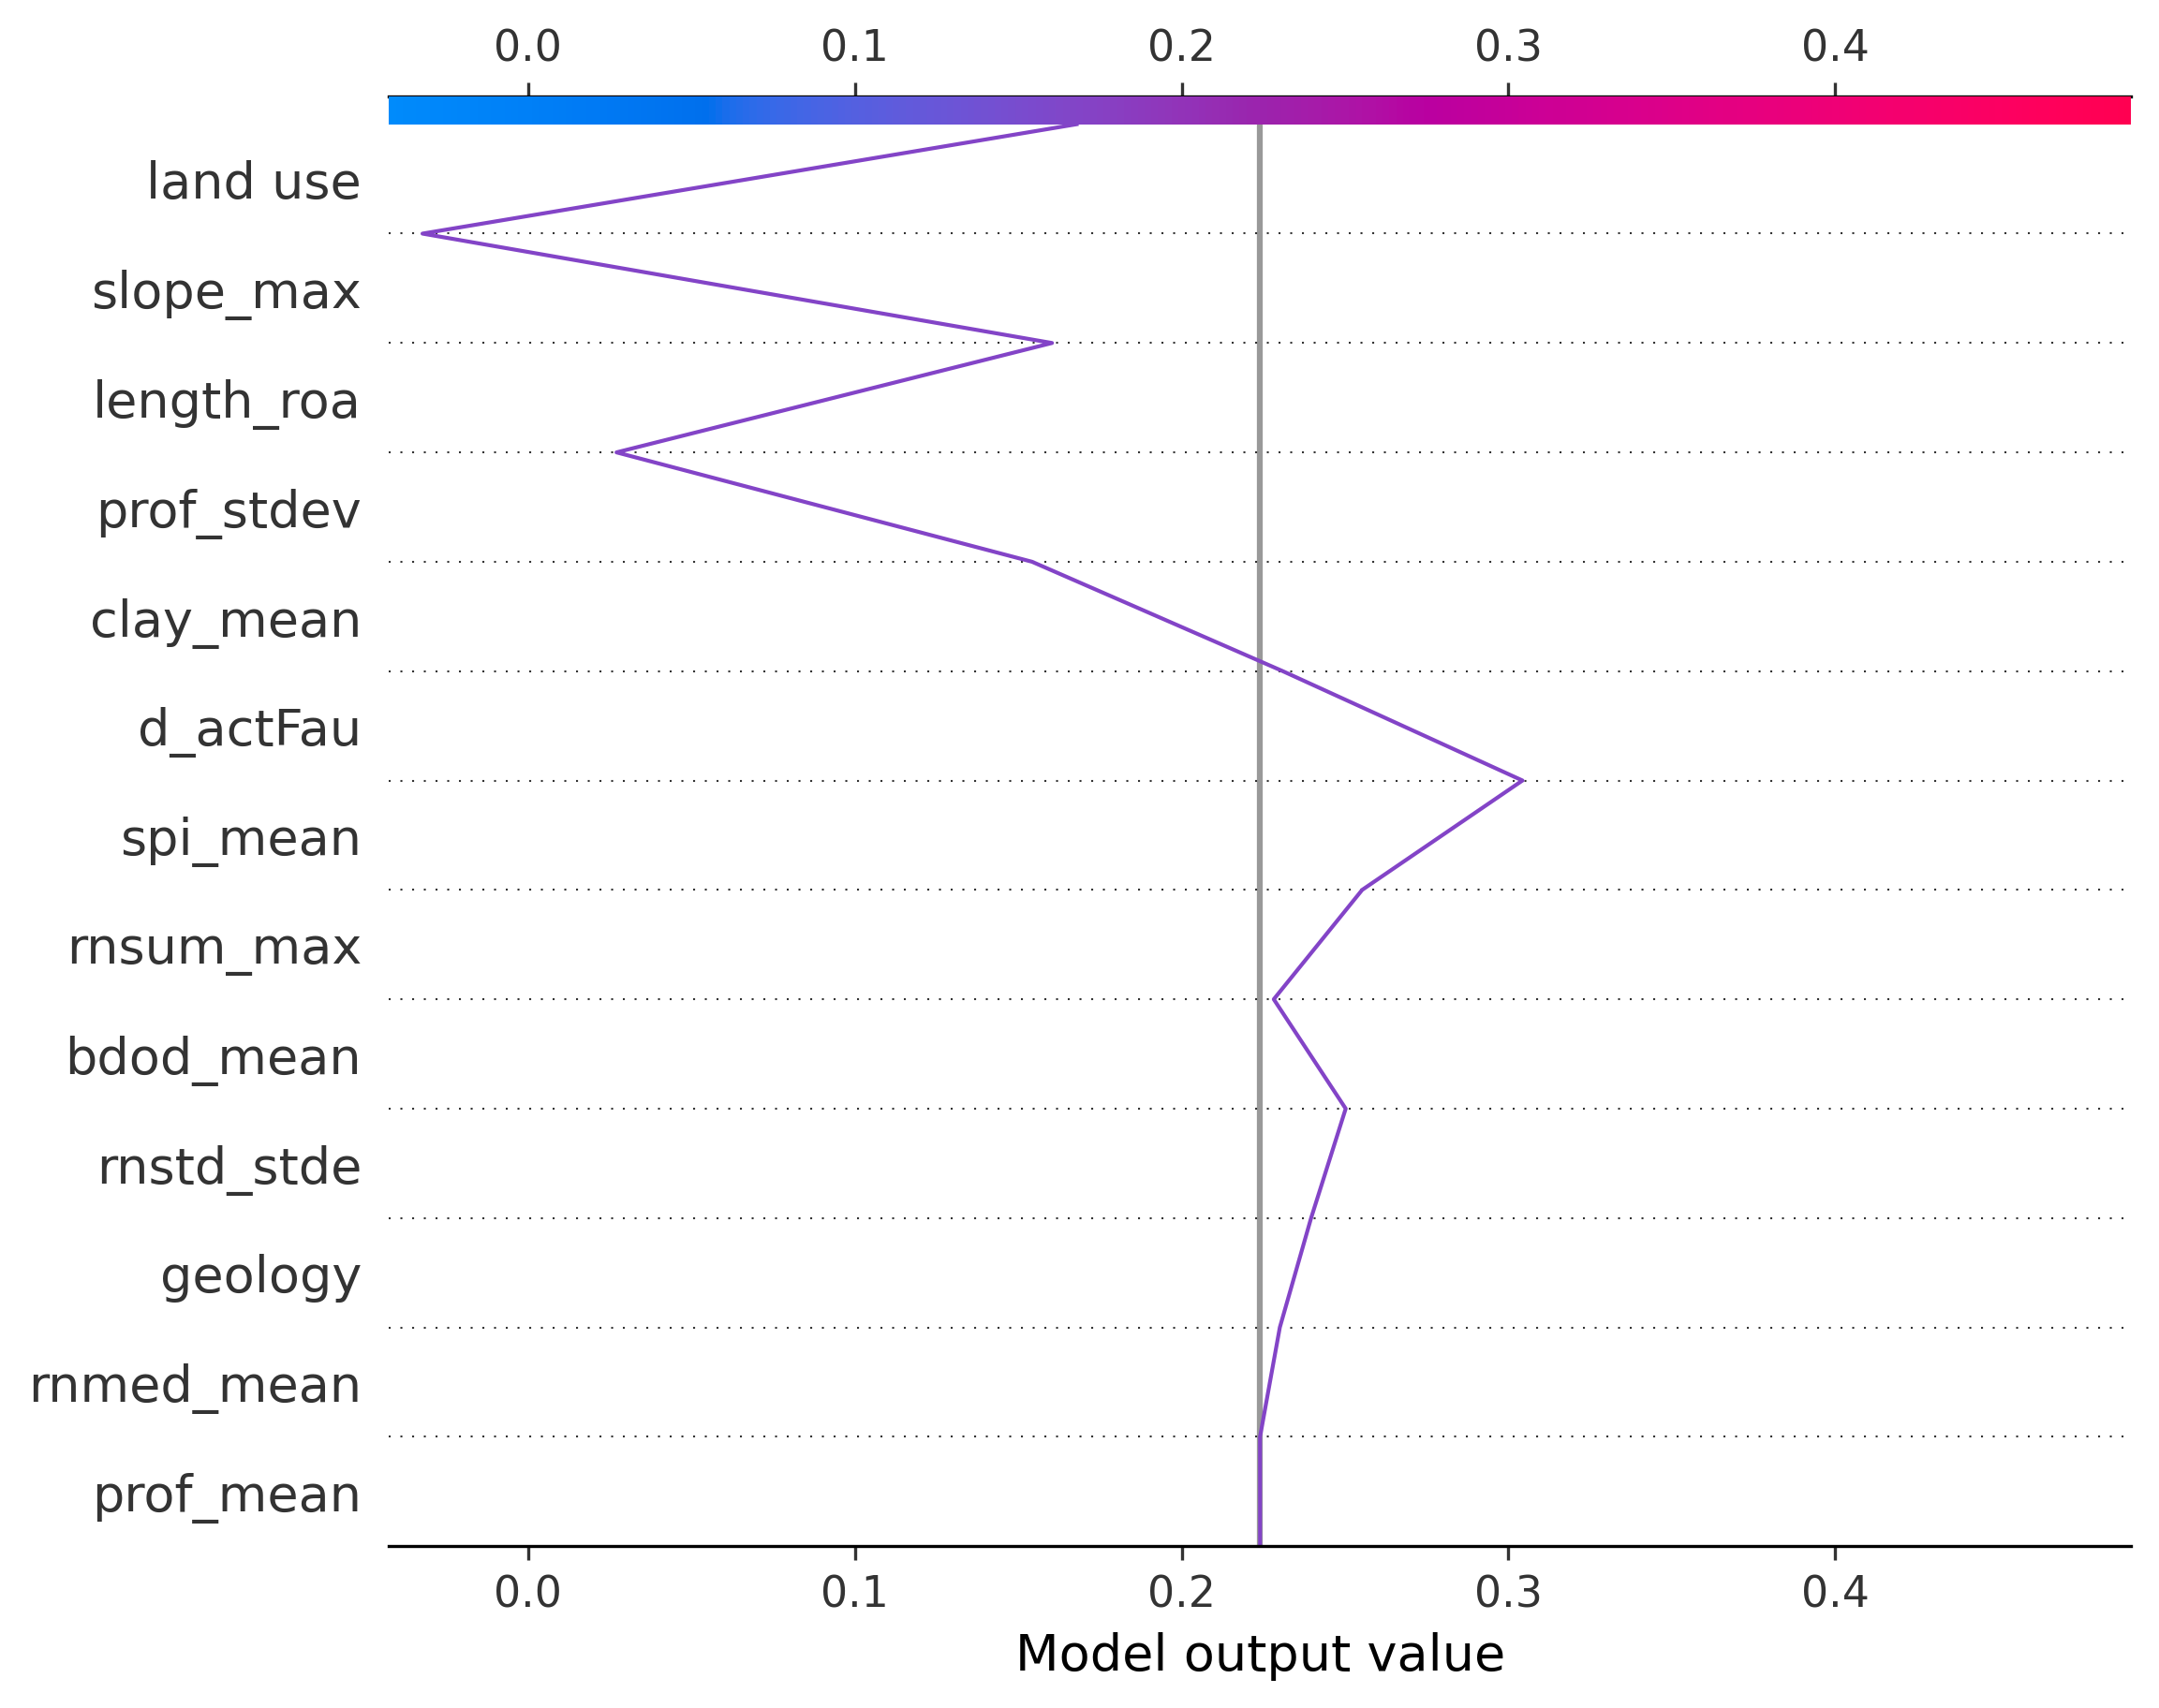 0.0 0.1 0.2 0.3 0.4
land use
slope_max
length_roa
prof_stdev
clay_mean
d_actFau
spi_mean
rnsum_max
bdod_mean
rnstd_stde
geology
rnmed_mean
prof_mean
0.0 0.1 0.2 0.3 0.4
Model output value